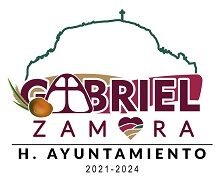 GABRIEL
ZAMORA
H. AYUNTAMIENTO
2021-2024